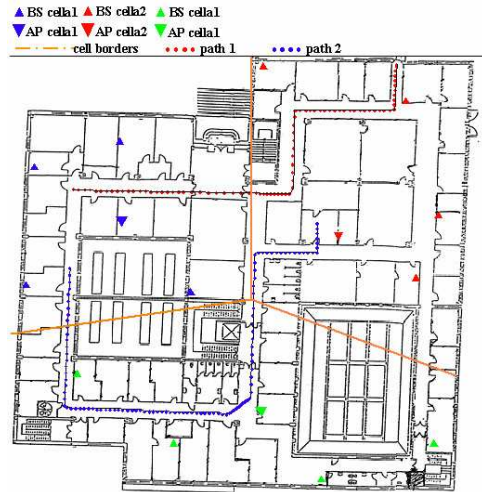 BS cella1 BS cella2 BS cella1
AP cella1 AP cella2 AP cella1
cell borders path 1 path 2